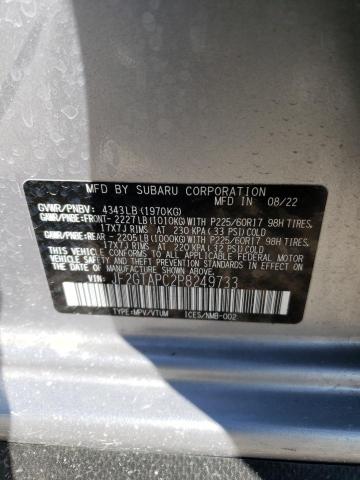 MFD BY SUBARU CORPORATION
GVWR/PNBV: 4343LB(1970KG) MFD IN 08/22
GAWR/PNBE:FRONT- 2227LB(1010KG)WITH P225/60R17 98H TIRES,
17X7J RIMS AT 230 KPA (33 PSI) COLD
GAWR/PNBE:REAR - 2205LB(1000KG)WITH P225/60R17 98H TIRES,
17X7J RIMS AT 220 KPA (32 PSI) COLD
THIS VEHICLE CONFORMS TO ALL APPLICABLE FEDERAL MOTOR
VEHICLE SAFETY AND THEFT PREVENTION STANDARDS IN EFFECT
ON THE DATE OF MANUFACTURE SHOWN ABOVE.
VIN: JF2GTAPC2P8249733
TYPE:MPV/VTUM ICES/NMB-002